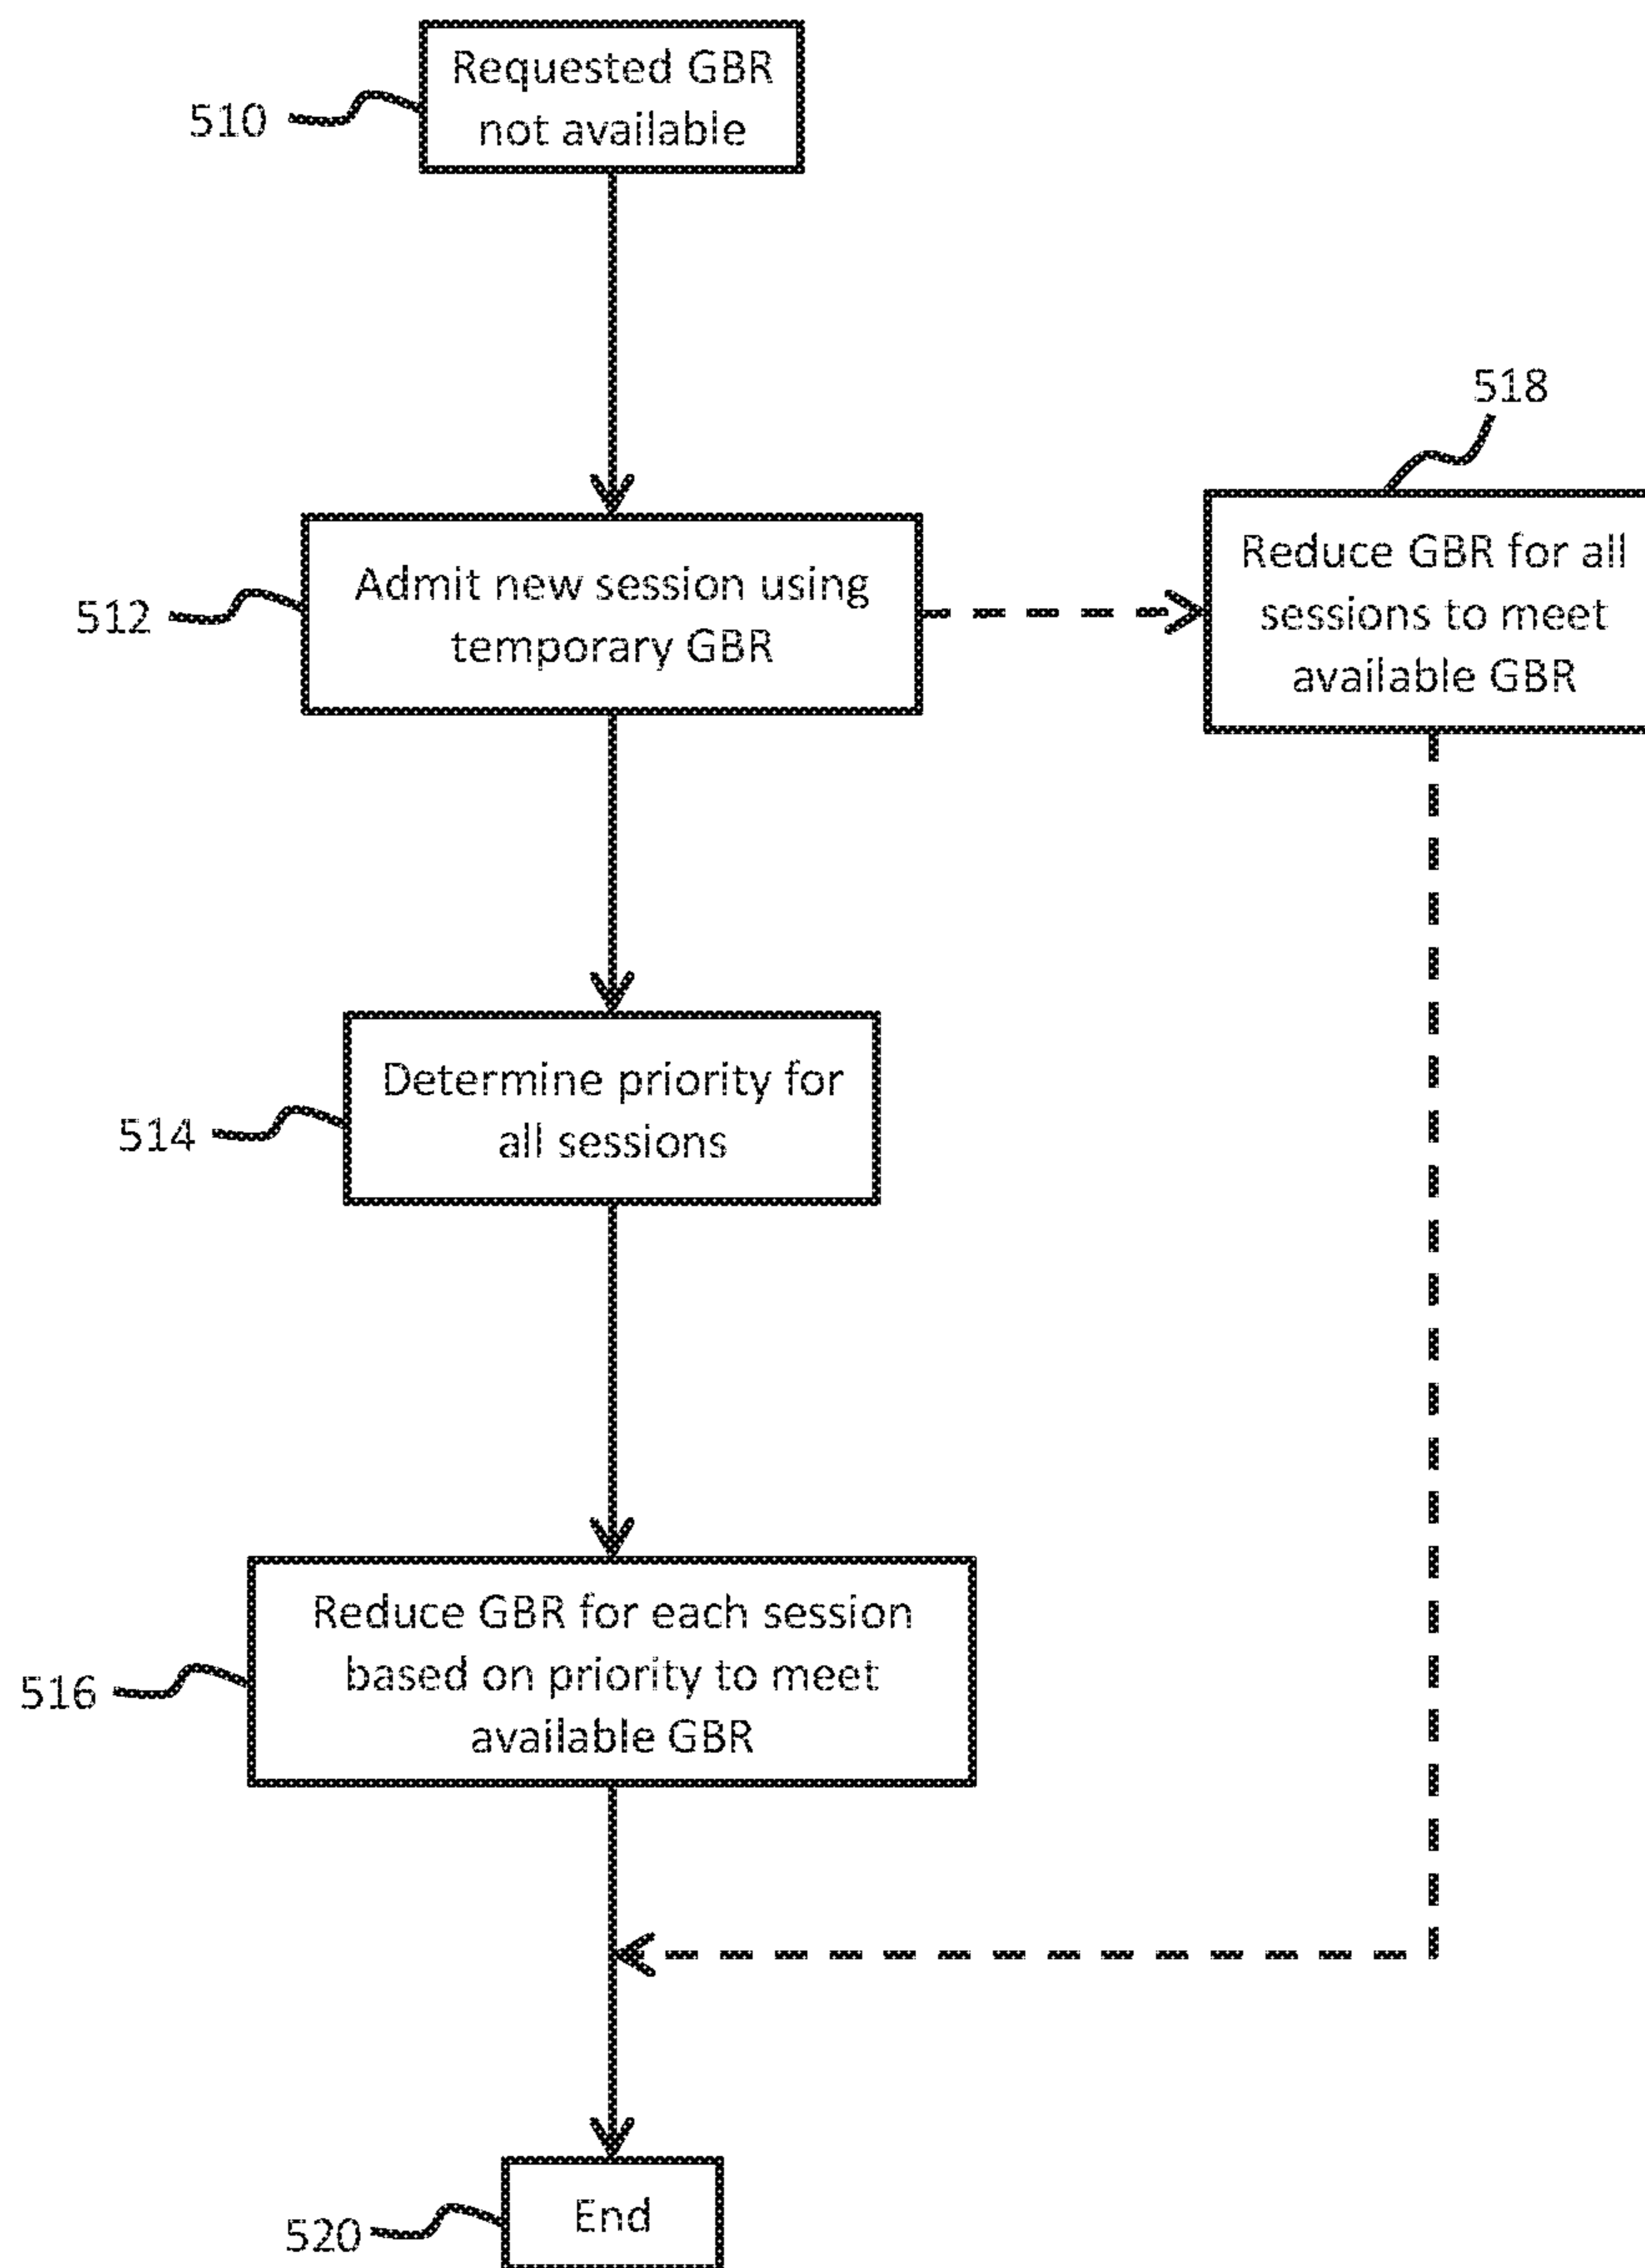 Requested GBR
not available
510
518
Admit new session using
temporary GBR
512
Reduce GBR for all
sessions to meet
available GBR
Determine priority for
all sessions
514
Reduce GBR for each session
based on priority to meet
available GBR
516
End
520